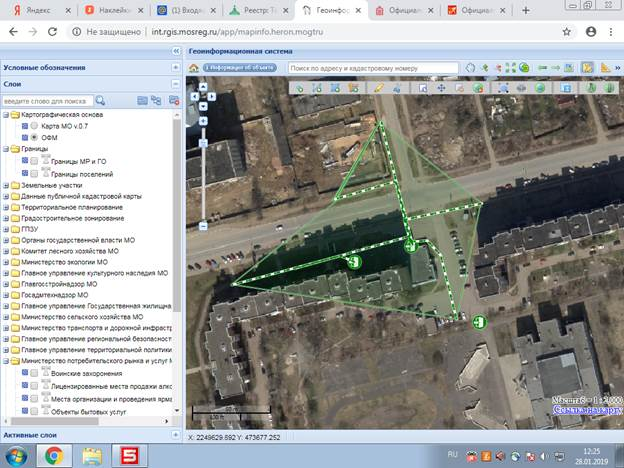 Яндекс
Наклейки
(1) Входящ
Реестр: Т
Геоинформ
Официал
Официал
Не защищено | int.rgis.mosreg.ru/app/mapinfo.heron.mogtru
Геоинформационная система
Условные обозначения
Информация об объекте
Поиск по адресу и кадастровому номеру
Слои
введите слово для поиска
Картографическая основа
Карта МО v.0.7
ОФМ
Границы
Границы МР и ГО
Границы поселений
Земельные участки
Данные публичной кадастровой карты
Территориальное планирование
Градостроительное зонирование
ГПЗУ
Органы государственной власти МО
Комитет лесного хозяйства МО
Министерство экологии МО
Главное управление культурного наследия МО
Главгосстройнадзор МО
Госадмтехнадзор МО
Главное управление Государственная жилищна
Министерство сельского хозяйства МО
Министерство транспорта и дорожной инфраст
Главное управление региональной безопасност
Главное управление территориальной политики
Министерство потребительского рынка и услуг М
Воинские захоронения
Лицензированные места продажи алко
Места организации и проведения ярма
Объекты бытовых услуг
Активные слои
Масштаб = 1 : 2000
Ссылка на карту
X: 2249629.892 Y: 473677.252
RU
12:25
28.01.2019